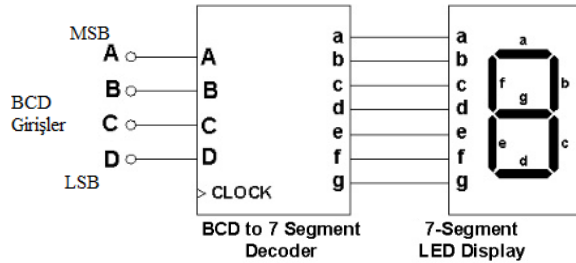 MSB
A A a a a
B B b b f b
BCD
Girişler
C C c c g
D D d d e c
e e d
f f
LSB
CLOCK g g
BCD to 7 Segment
Decoder
7-Segment
LED Display